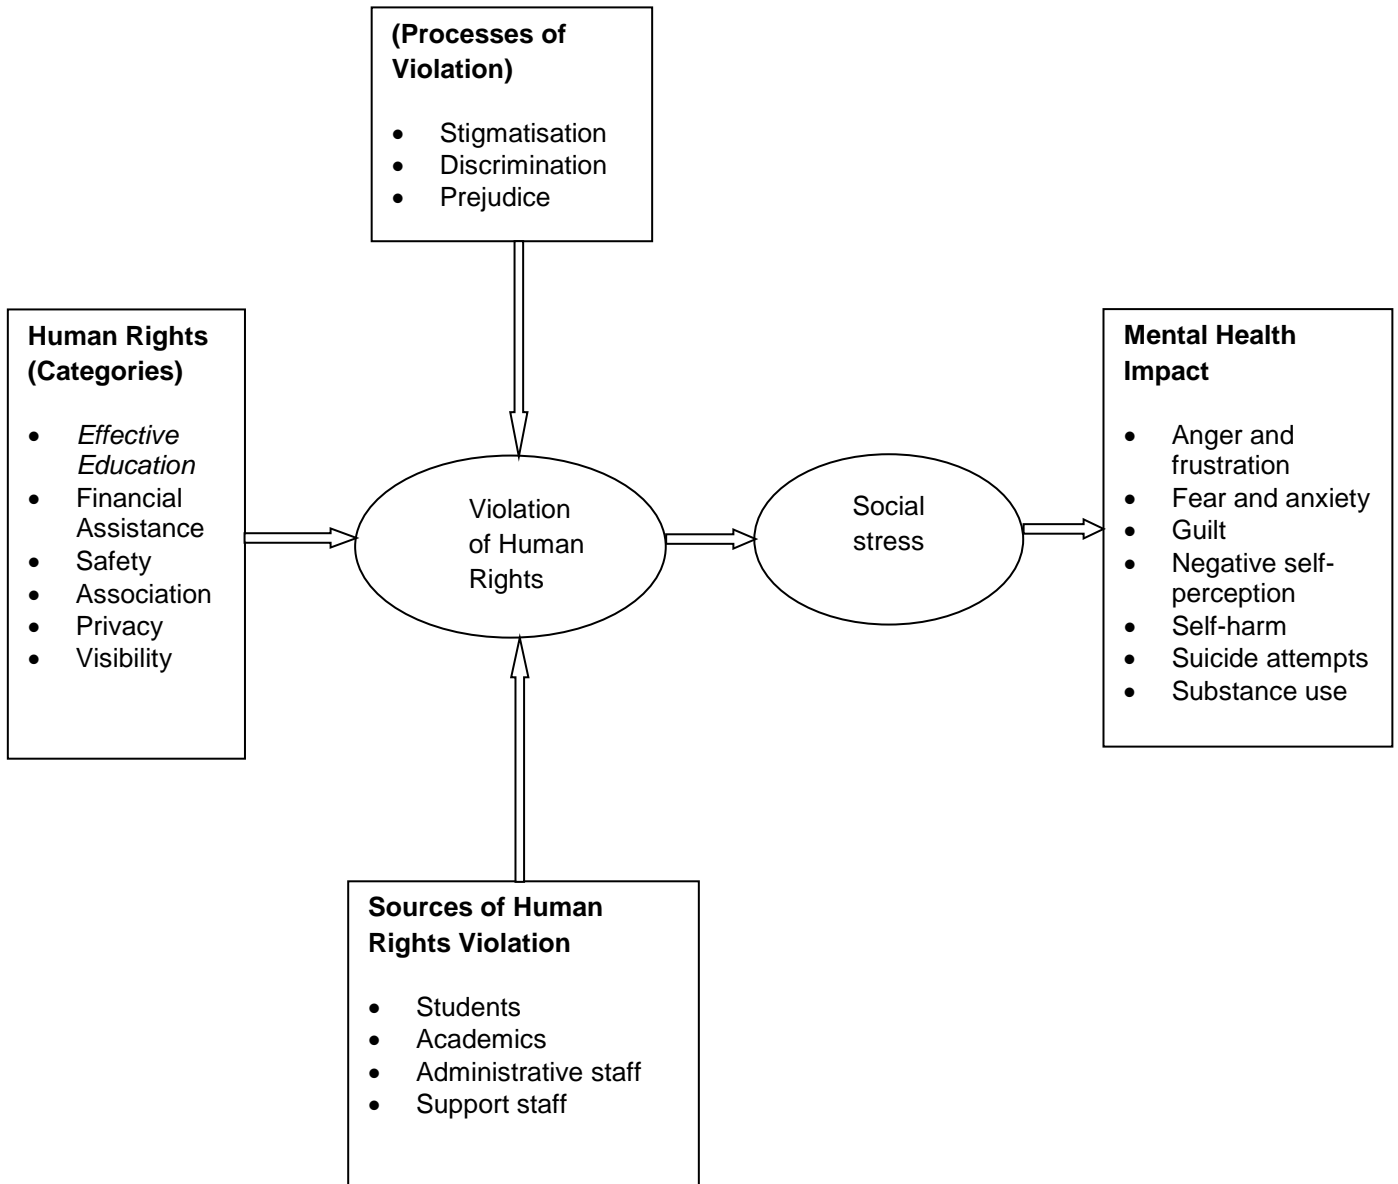 (Processes of
Violation)
• Stigmatisation
• Discrimination
• Prejudice
Human Rights
(Categories)
• Effective
Education
• Financial
Assistance
• Safety
• Association
• Privacy
• Visibility
Violation
of Human
Rights
Social
stress
Mental Health
Impact
• Anger and
frustration
• Fear and anxiety
• Guilt
• Negative self-
perception
• Self-harm
• Suicide attempts
• Substance use
Sources of Human
Rights Violation
• Students
• Academics
• Administrative staff
• Support staff